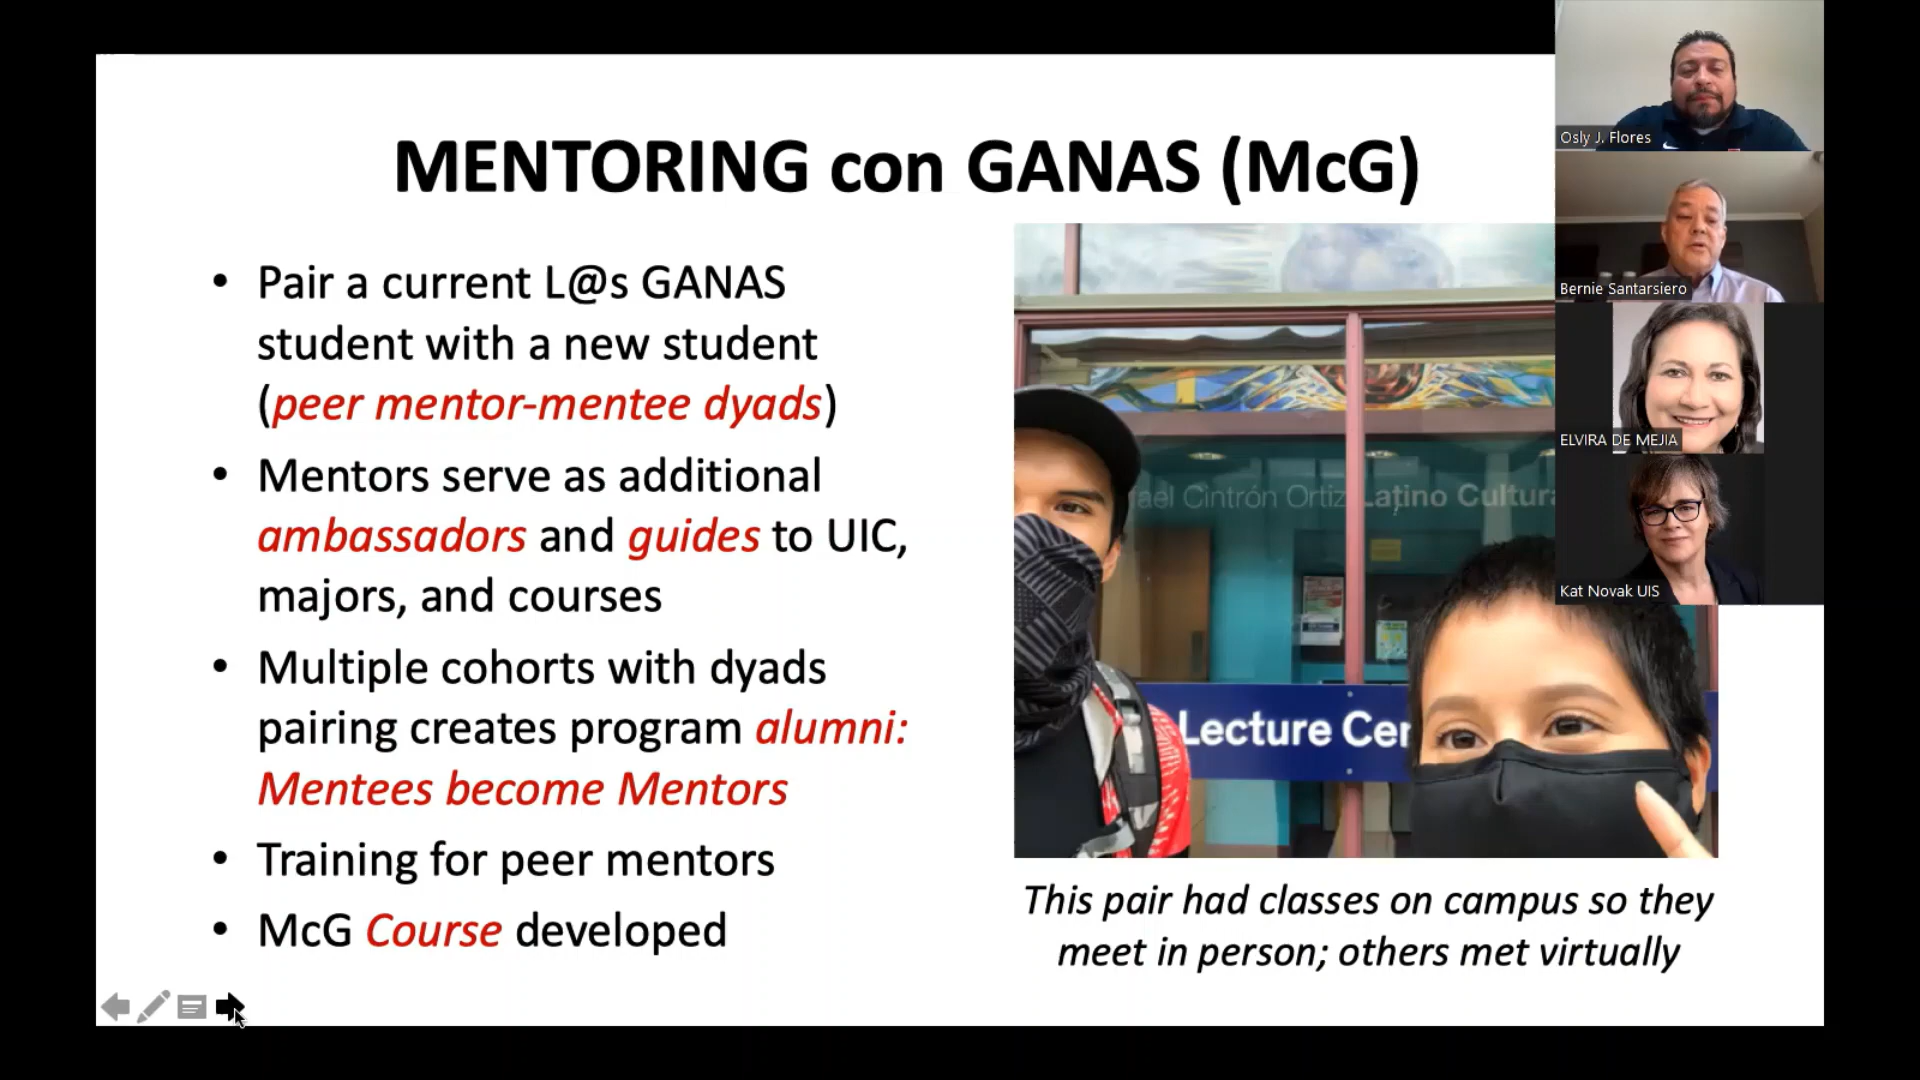 MENTORING con GANAS (McG)
• Pair a current L@s GANAS
student with a new student
(peer mentor-mentee dyads)
• Mentors serve as additional
ambassadors and guides to UIC,
majors, and courses
• Multiple cohorts with dyads
pairing creates program alumni:
Mentees become Mentors
• Training for peer mentors
• McG Course developed
Cintrón Ortiz Latino
Lecture
This pair had classes on campus so they
meet in person; others met virtually
Osly J. Flores
Bernie Santarsiero
ELVIRA DE MEJIA
Kat Novak UIS